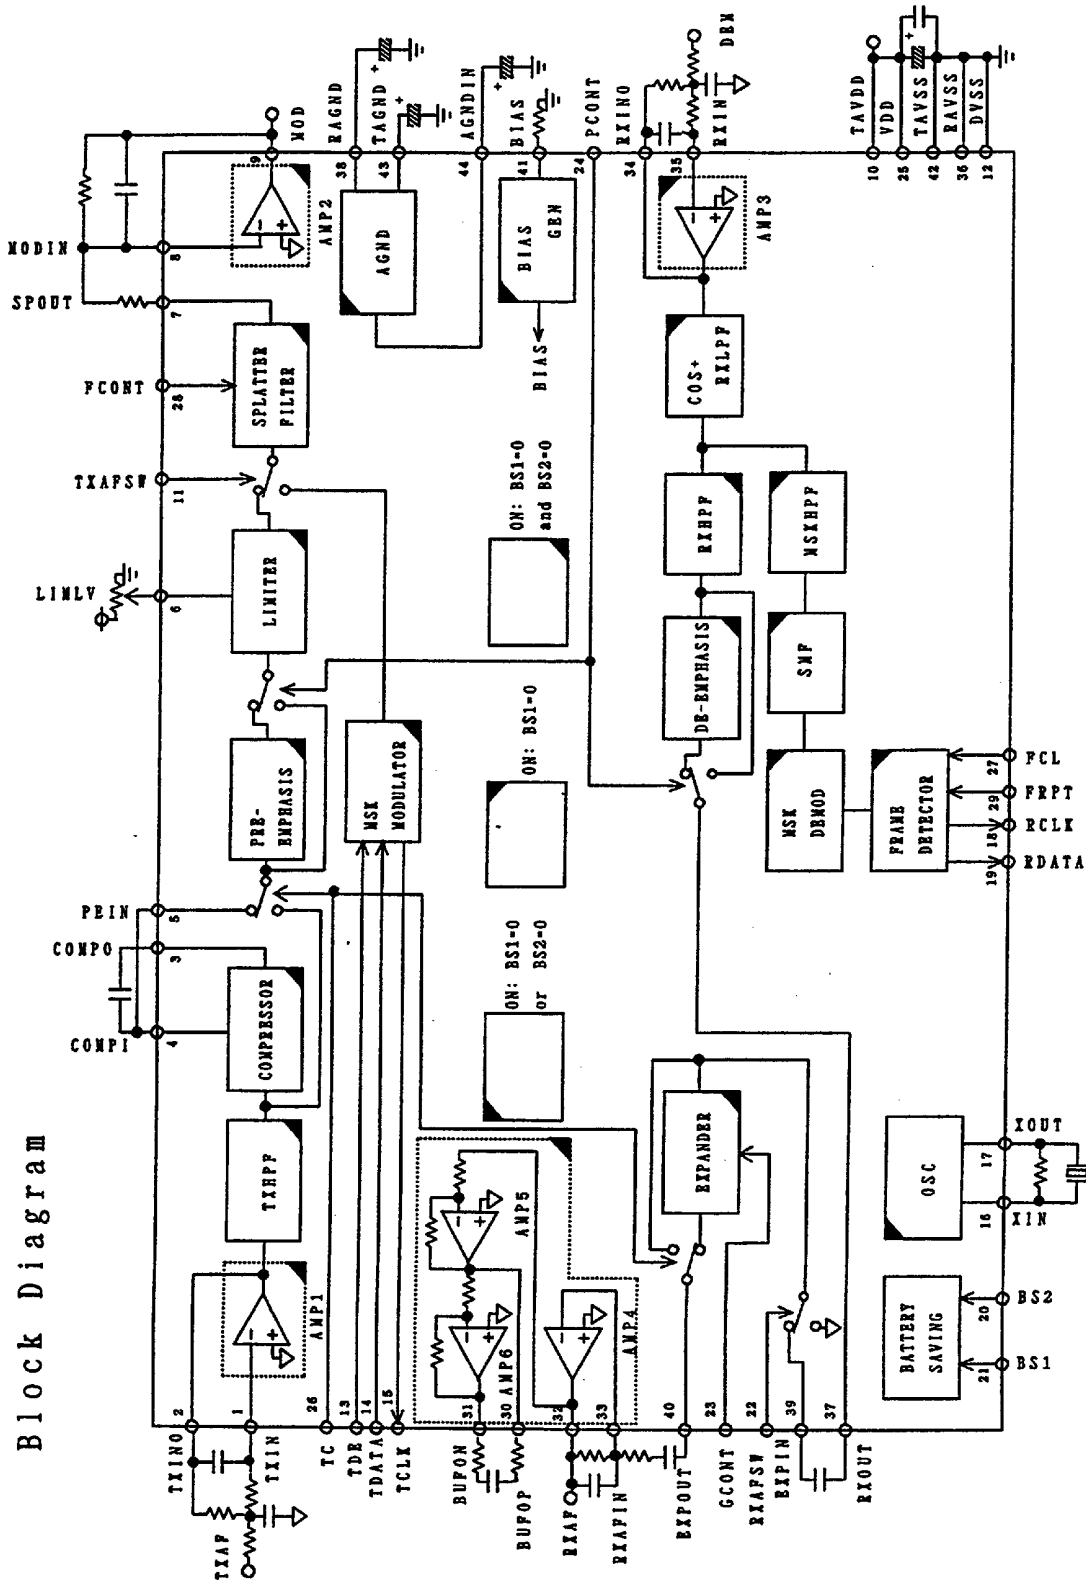 Block Diagram
TXAF
TXINO
2
1
TXIN
AMP1
TXHPF
COMPRESSOR
COMPI
4
COMPO
3
PEIN
5
PRE-
EMPHASIS
LIMITER
LIMLV
6
TXAFSW
11
FCONT
28
SPLATTER
FILTER
SPOUT
7
MODIN
8
9
MOD
AMP2
TC
26
TDE
13
TDATA
14
TCLK
15
MSK
MODULATOR
AGND
RAGND
38
TAGND
43
AGNDIN
44
BIAS
41
BIAS
GEN
BIAS
PCONT
24
ON: BS1=0
or BS2=0
ON: BS1=0
ON: BS1=0
and BS2=0
BUFON
31
BUFOP
30
AMP6
AMP5
RXAF
32
RXAFIN
33
AMP4
EXPOUT
40
GCONT
23
RXAFSW
22
EXPIN
39
RXOUT
37
EXPANDER
DE-EMPHASIS
RXHPF
COS+
RXLPF
RXINO
34
RXIN
35
DEM
AMP3
MSKHPF
SMF
MSK
DEMOD
FRAME
DETECTOR
FCL
27
FRPT
29
RCLK
18
RDATA
19
TAVDD
10
VDD
25
TAVSS
42
RAVSS
36
DVSS
12
BATTERY
SAVING
21
BS1
20
BS2
OSC
16
XIN
17
XOUT